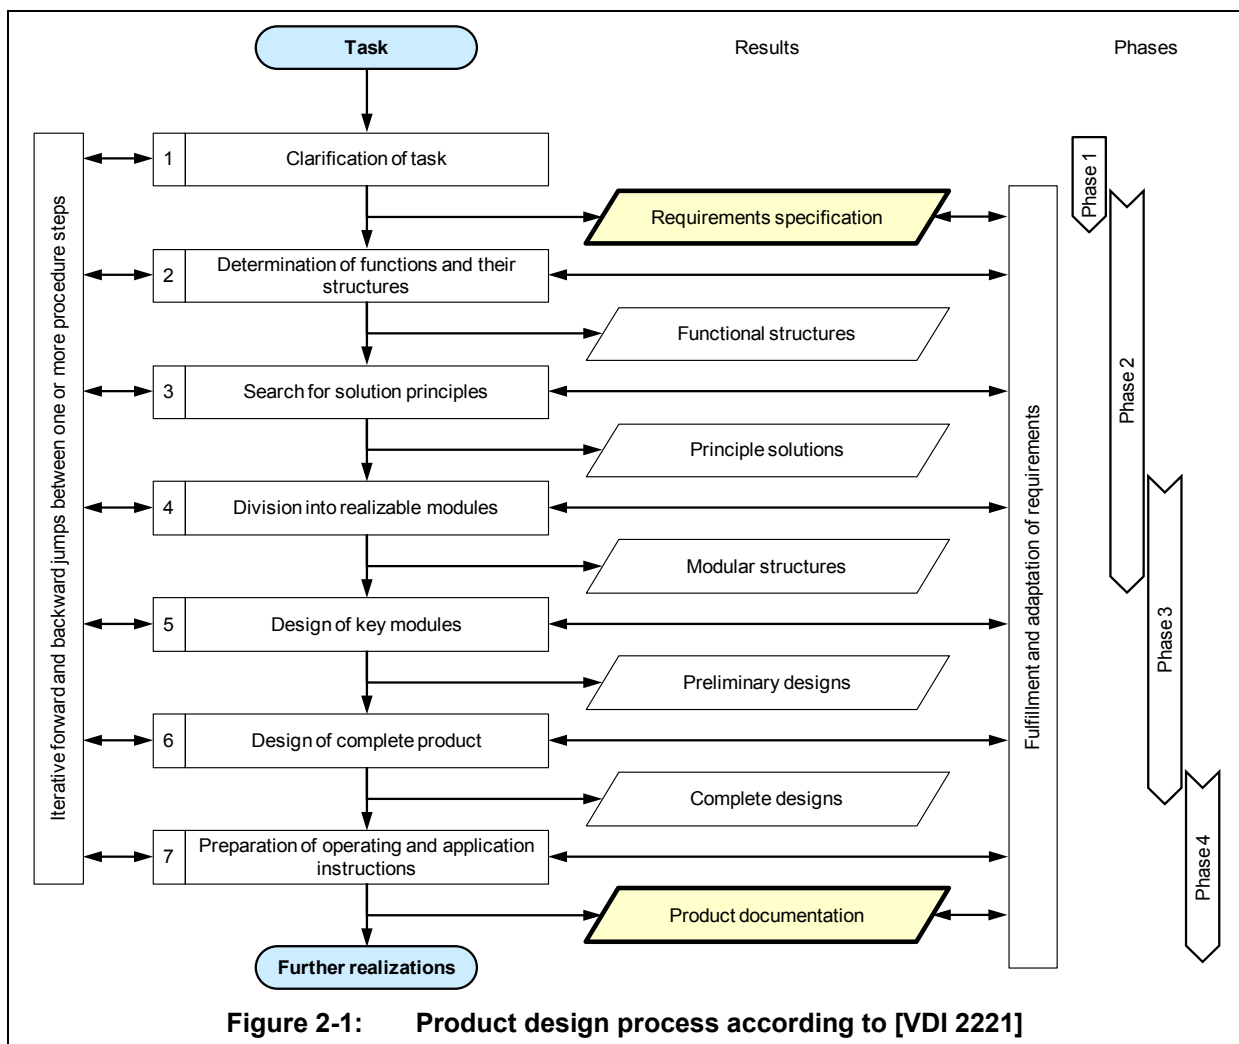 Task
Results
Phases
Iterative forward and backward jumps between one or more procedure steps
1
Clarification of task
Requirements specification
2
Determination of functions and their
structures
Functional structures
3
Search for solution principles
Principle solutions
4
Division into realizable modules
Modular structures
5
Design of key modules
Preliminary designs
6
Design of complete product
Complete designs
7
Preparation of operating and application
instructions
Product documentation
Further realizations
Fulfillment and adaptation of requirements
Phase 1
Phase 2
Phase 3
Phase 4
Figure 2-1: Product design process according to [VDI 2221]